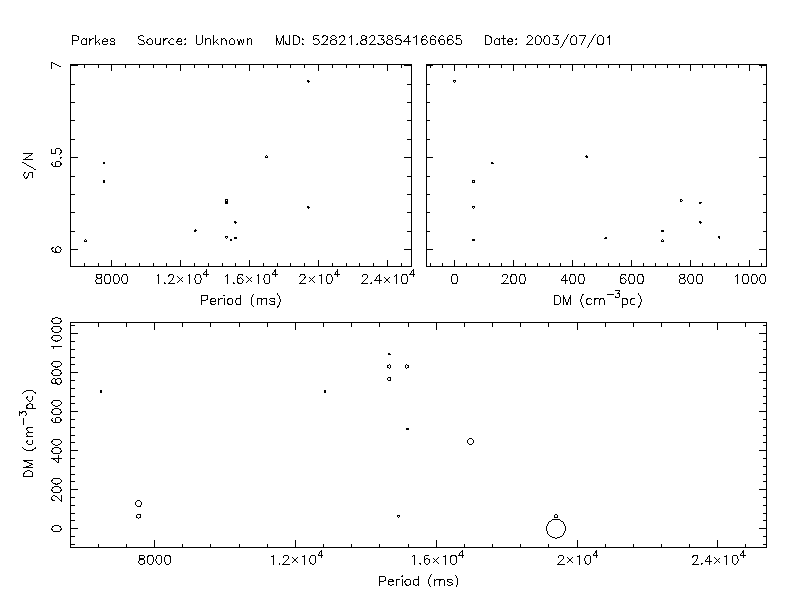 Parkes Source: Unknown MJD: 52821.823854166665 Date: 2003/07/01
7
6.5
6
S/N
8000 1.2×10⁴ 1.6×10⁴ 2×10⁴ 2.4×10⁴
Period (ms)
0 200 400 600 800 1000
DM (cm⁻³pc)
1000
800
600
400
200
0
DM (cm⁻³pc)
8000 1.2×10⁴ 1.6×10⁴ 2×10⁴ 2.4×10⁴
Period (ms)